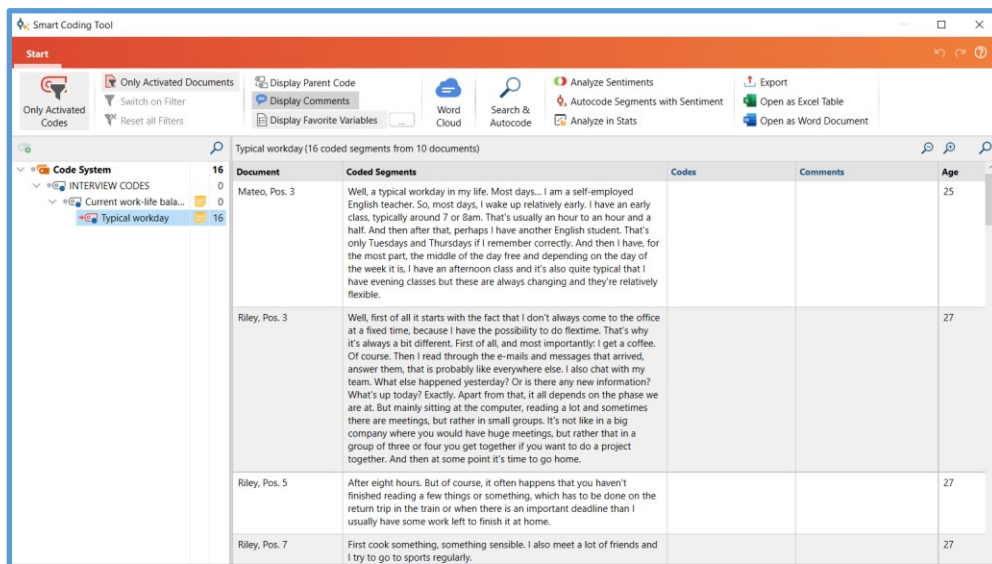 Smart Coding Tool
Start
Only Activated Codes
Only Activated Documents
Switch on Filter
Reset all Filters
Display Parent Code
Display Comments
Display Favorite Variables ...
Word Cloud
Search & Autocode
Analyze Sentiments
Autocode Segments with Sentiment
Analyze in Stats
Export
Open as Excel Table
Open as Word Document
Code System 16
INTERVIEW CODES 0
Current work-life bala... 0
Typical workday 16
Typical workday (16 coded segments from 10 documents)
Document Coded Segments Codes Comments Age
Mateo, Pos. 3
Well, a typical workday in my life. Most days... I am a self-employed
English teacher. So, most days, I wake up relatively early. I have an early
class, typically around 7 or 8am. That's usually an hour to an hour and a
half. And then after that, perhaps I have another English student. That's
only Tuesdays and Thursdays if I remember correctly. And then I have, for
the most part, the middle of the day free and depending on the day of
the week it is, I have an afternoon class and it's also quite typical that I
have evening classes but these are always changing and they're relatively
flexible.
25
Riley, Pos. 3
Well, first of all it starts with the fact that I don't always come to the office
at a fixed time, because I have the possibility to do flextime. That's why
it's always a bit different. First of all, and most importantly: I get a coffee.
Of course. Then I read through the e-mails and messages that arrived,
answer them, that is probably like everywhere else. I also chat with my
team. What else happened yesterday? Or is there any new information?
What's up today? Exactly. Apart from that, it all depends on the phase we
are at. But mainly sitting at the computer, reading a lot and sometimes
there are meetings, but rather in small groups. It's not like in a big
company where you would have huge meetings, but rather that in a
group of three or four you get together if you want to do a project
together. And then at some point it's time to go home.
27
Riley, Pos. 5
After eight hours. But of course, it often happens that you haven't
finished reading a few things or something, which has to be done on the
return trip in the train or when there is an important deadline than I
usually have some work left to finish it at home.
27
Riley, Pos. 7
First cook something, something sensible. I also meet a lot of friends and
I try to go to sports regularly.
27